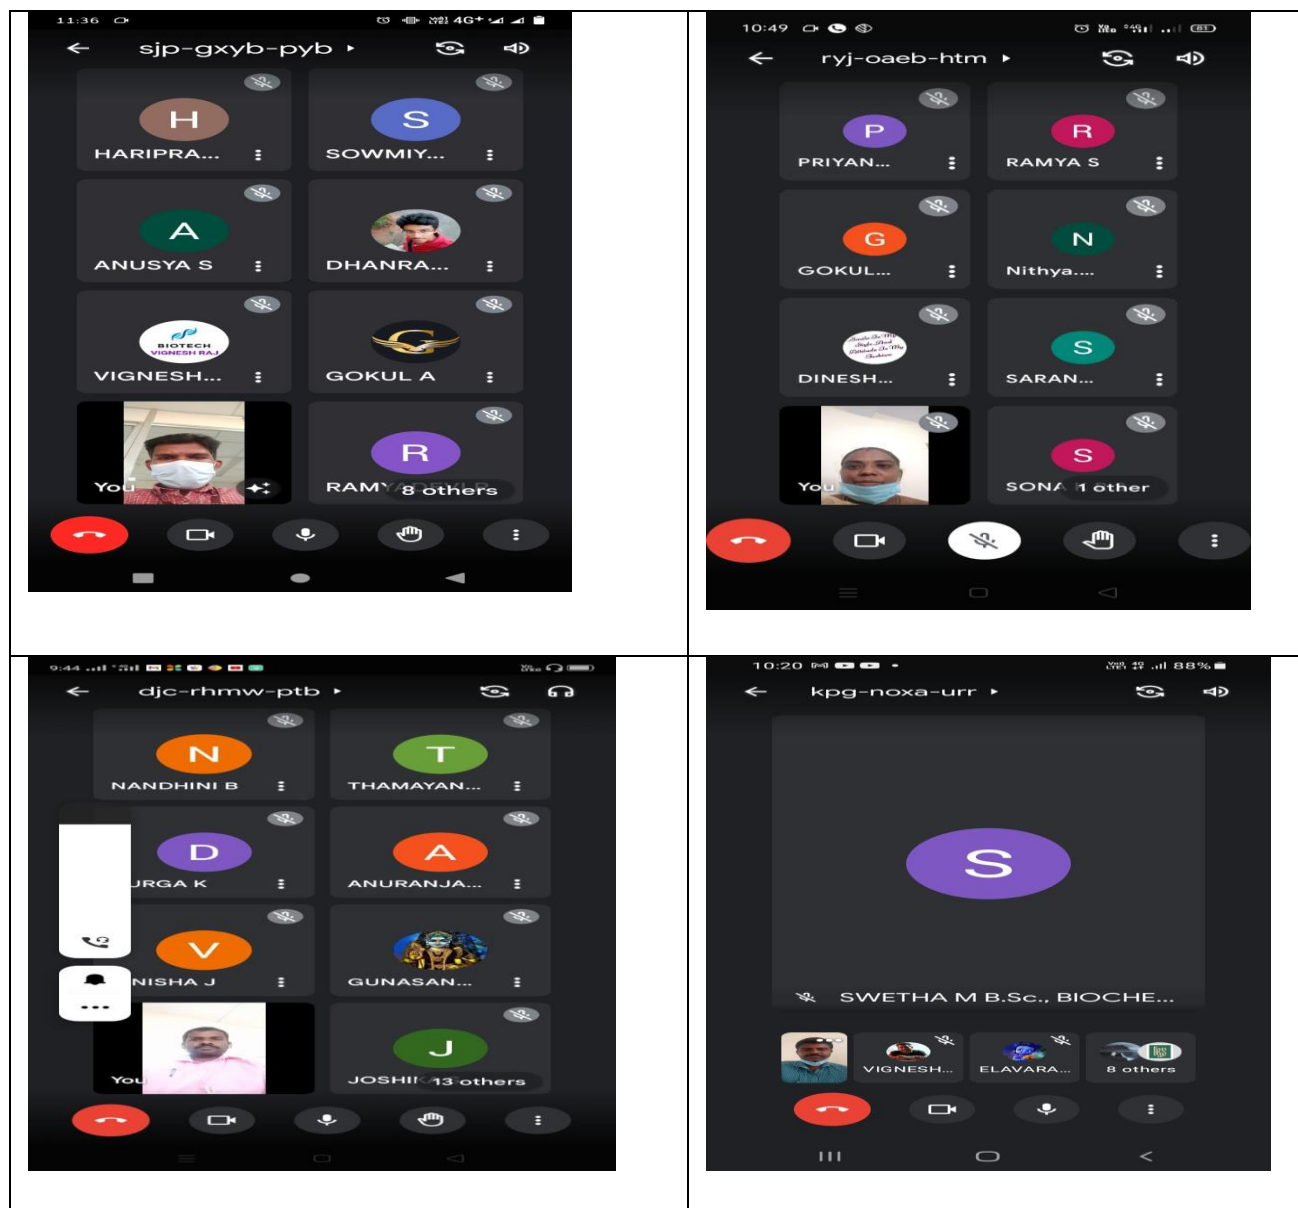 11:36 4G+
sjp-gxyb-pyb
H S
HARIPRA... SOWMIY...
A
ANUSYA S DHANRA...
BIOTECH
VIGNESH RAJ G
VIGNESH... GOKUL A
R
You RAMY 8 others
10:49 61
ryj-oaeb-htm
P R
PRIYAN... RAMYA S
G N
GOKUL... Nithya....
S
DINESH... SARAN...
S
You SONA 1 other
9:44
djc-rhmw-ptb
N T
NANDHINI B THAMAYAN...
D A
URGA K ANURANJA...
V
NISHA J GUNASAN...
J
You JOSHI 13 others
10:20 88%
kpg-noxa-urr
S
SWETHA M B.Sc., BIOCHE...
VIGNESH... ELAVARA... 8 others